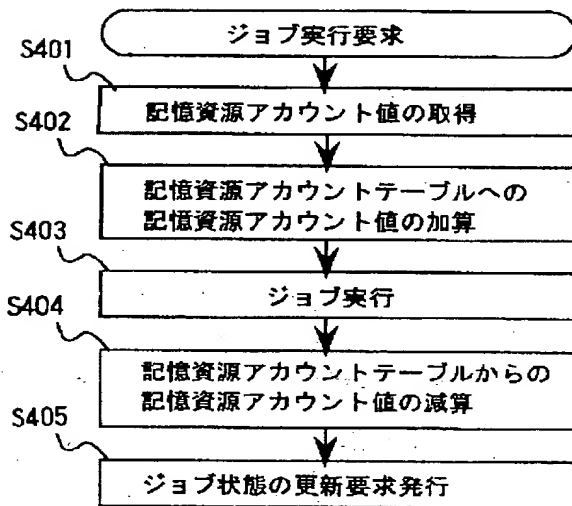 ジョブ実行要求
S401
記憶資源アカウント値の取得
S402
記憶資源アカウントテーブルへの
記憶資源アカウント値の加算
S403
ジョブ実行
S404
記憶資源アカウントテーブルからの
記憶資源アカウント値の減算
S405
ジョブ状態の更新要求発行